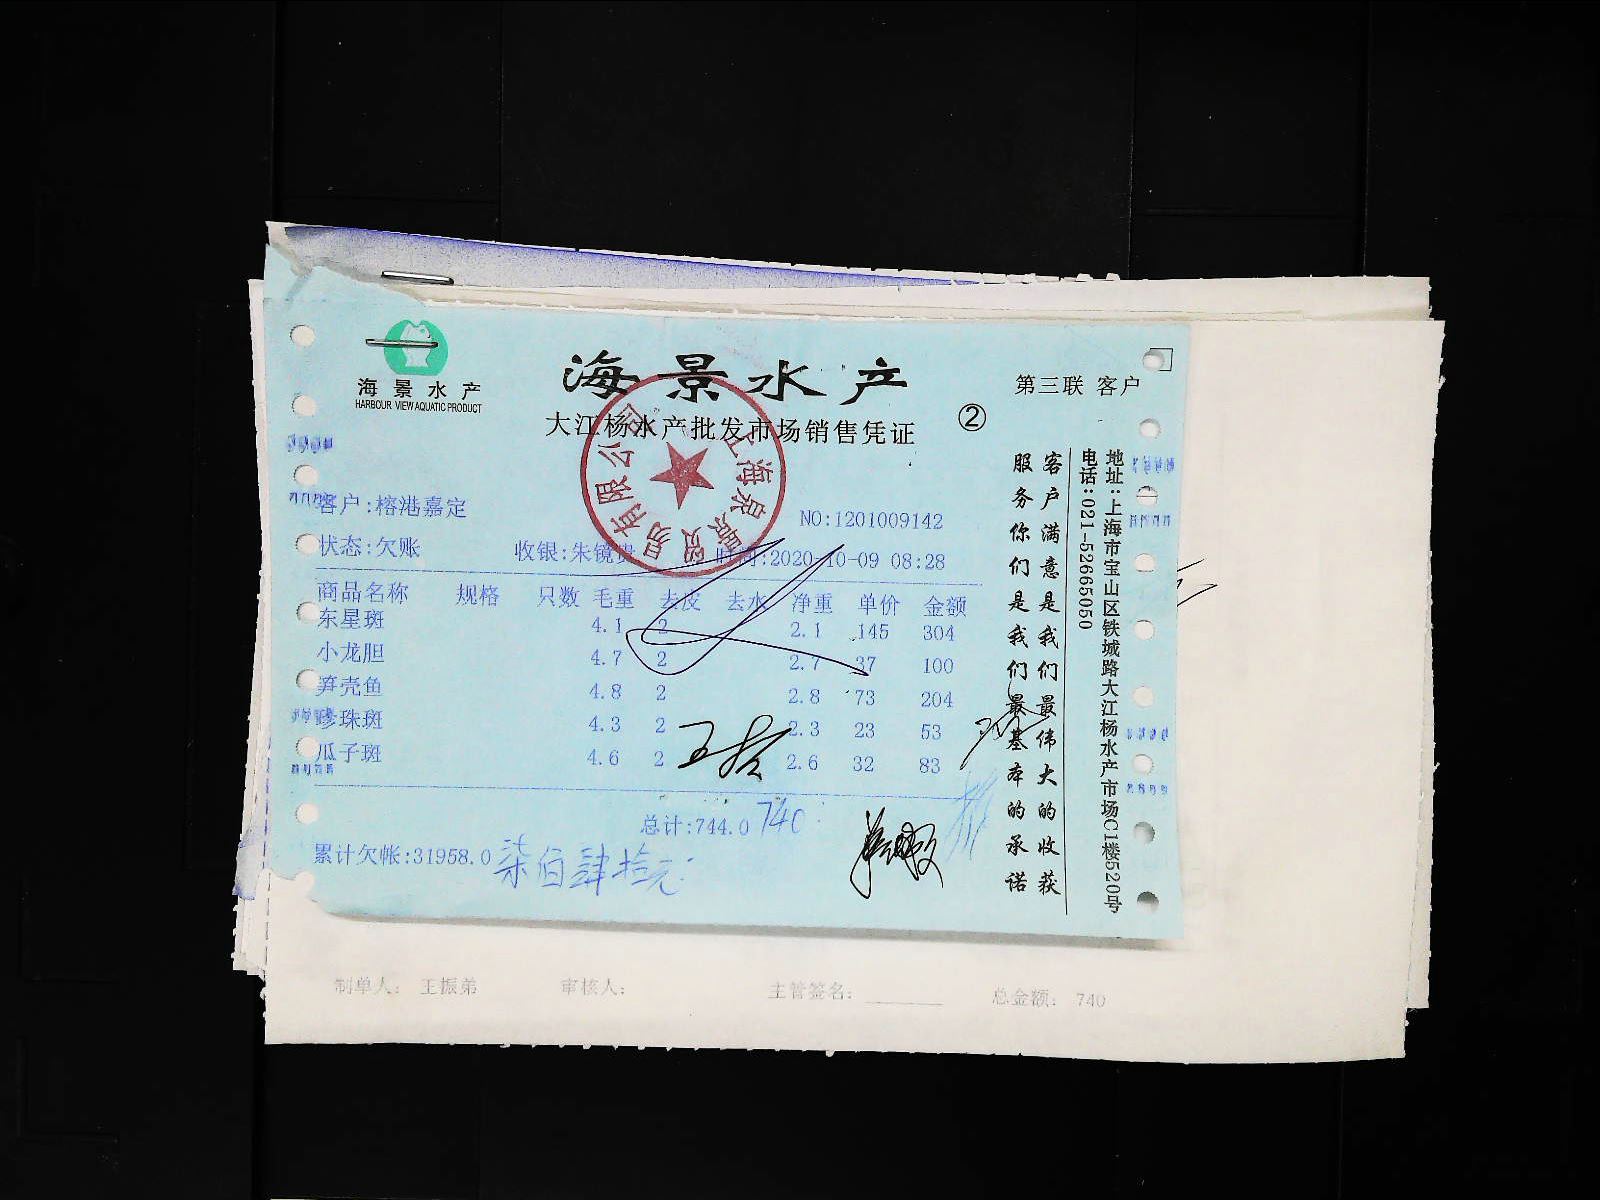 海景水产
HARBOUR VIEW AQUATIC PRODUCT
海景水产
大江杨水产批发市场销售凭证
②
第三联 客户
客户:榕港嘉定
NO:1201009142
状态:欠账 收银:朱镜贵 时间:2020-10-09 08:28
商品名称 规格 只数 毛重 去皮 去水 净重 单价 金额
东星斑 4.1 2 2.1 145 304
小龙胆 4.7 2 2.7 37 100
笋壳鱼 4.8 2 2.8 73 204
珍珠斑 4.3 2 2.3 23 53
瓜子斑 4.6 2 2.6 32 83
总计:744.0 740
累计欠帐:31958.0 柒佰肆拾元
客户满意是我们最伟大的收获
服务你们是我们最基本的承诺
地址:上海市宝山区铁城路大江杨水产市场C1楼520号
电话:021-52665050
制单人: 王振弟 审核人: 主管签名: 总金额: 740